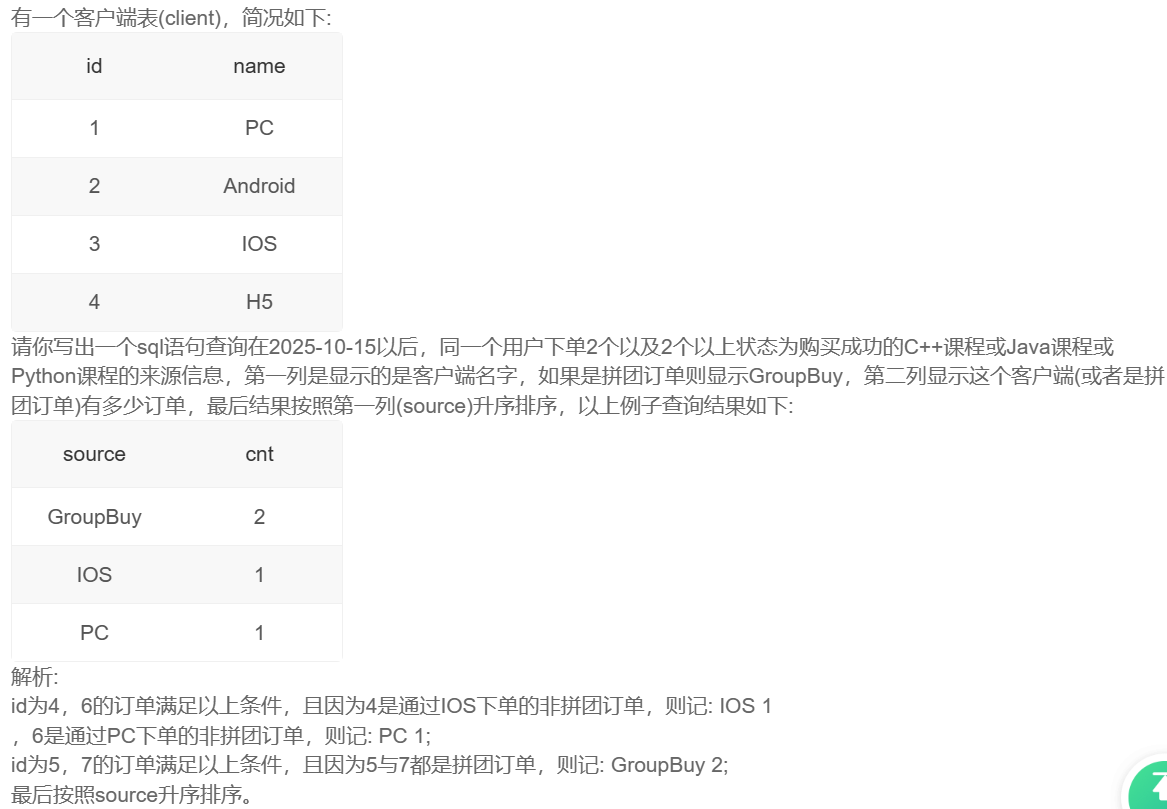 有一个客户端表(client)，简况如下:
id name
1 PC
2 Android
3 IOS
4 H5
请你写出一个sql语句查询在2025-10-15以后，同一个用户下单2个以及2个以上状态为购买成功的C++课程或Java课程或
Python课程的来源信息，第一列是显示的是客户端名字，如果是拼团订单则显示GroupBuy，第二列显示这个客户端(或者是拼
团订单)有多少订单，最后结果按照第一列(source)升序排序，以上例子查询结果如下:
source cnt
GroupBuy 2
IOS 1
PC 1
解析:
id为4，6的订单满足以上条件，且因为4是通过IOS下单的非拼团订单，则记: IOS 1
，6是通过PC下单的非拼团订单，则记: PC 1;
id为5，7的订单满足以上条件，且因为5与7都是拼团订单，则记: GroupBuy 2;
最后按照source升序排序。